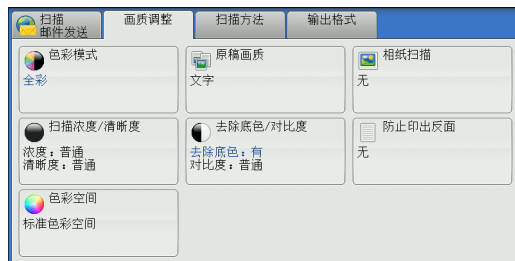 扫描
邮件发送
画质调整
扫描方法
输出格式
色彩模式
全彩
原稿画质
文字
相纸扫描
无
扫描浓度/清晰度
浓度：普通
清晰度：普通
去除底色/对比度
去除底色：有
对比度：普通
防止印出反面
无
色彩空间
标准色彩空间